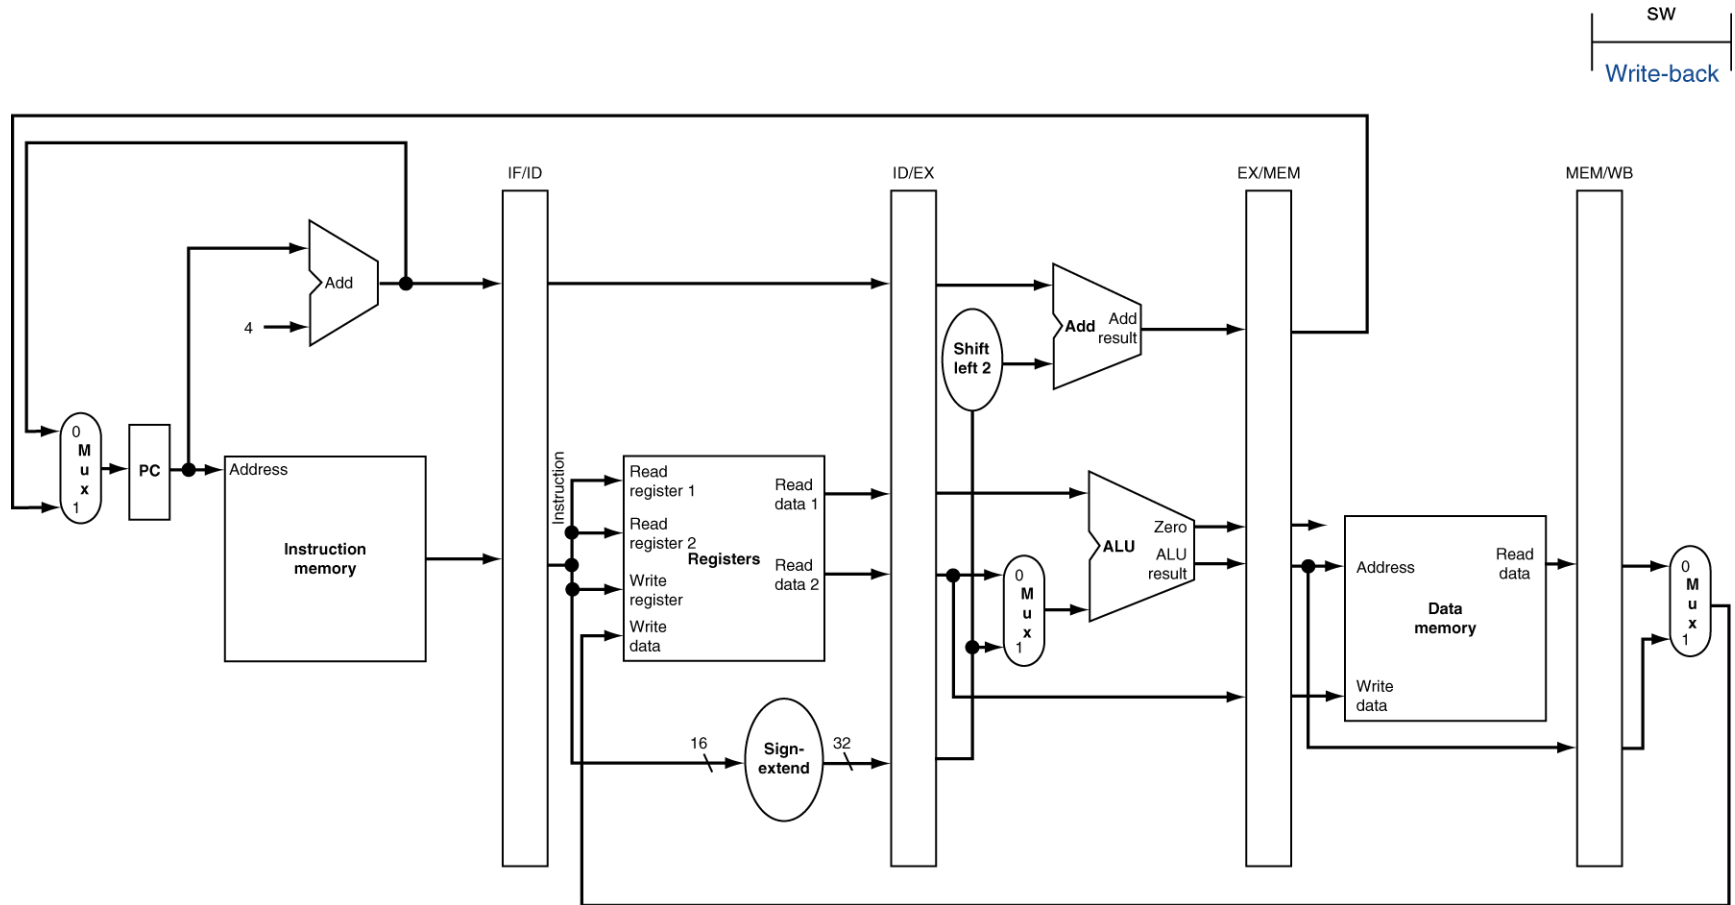 SW
Write-back
IF/ID
ID/EX
EX/MEM
MEM/WB
Add
4
Add
Add
result
Shift
left 2
0
M
u
x
1
PC
Address
Instruction
memory
Instruction
Read
register 1
Read
register 2
Write
register
Write
data
Registers
Read
data 1
Read
data 2
16
Sign-
extend
32
0
M
u
x
1
Zero
ALU
ALU
result
Address
Read
data
Data
memory
Write
data
0
M
u
x
1